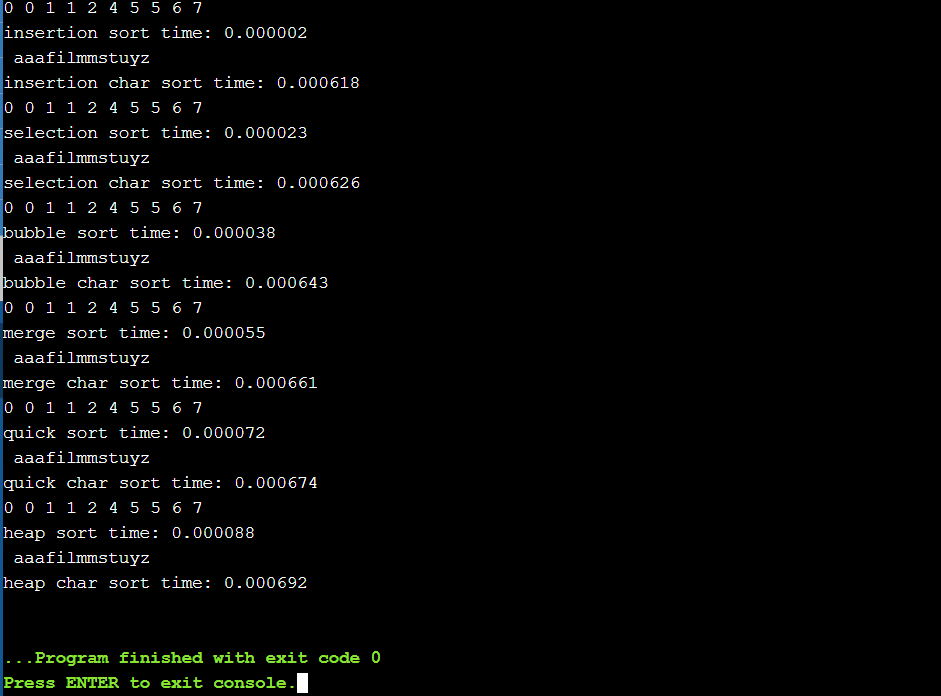 0 0 1 1 2 4 5 5 6 7
insertion sort time: 0.000002
 aaafilmmstuyz
insertion char sort time: 0.000618
0 0 1 1 2 4 5 5 6 7
selection sort time: 0.000023
 aaafilmmstuyz
selection char sort time: 0.000626
0 0 1 1 2 4 5 5 6 7
bubble sort time: 0.000038
 aaafilmmstuyz
bubble char sort time: 0.000643
0 0 1 1 2 4 5 5 6 7
merge sort time: 0.000055
 aaafilmmstuyz
merge char sort time: 0.000661
0 0 1 1 2 4 5 5 6 7
quick sort time: 0.000072
 aaafilmmstuyz
quick char sort time: 0.000674
0 0 1 1 2 4 5 5 6 7
heap sort time: 0.000088
 aaafilmmstuyz
heap char sort time: 0.000692
...Program finished with exit code 0
Press ENTER to exit console.